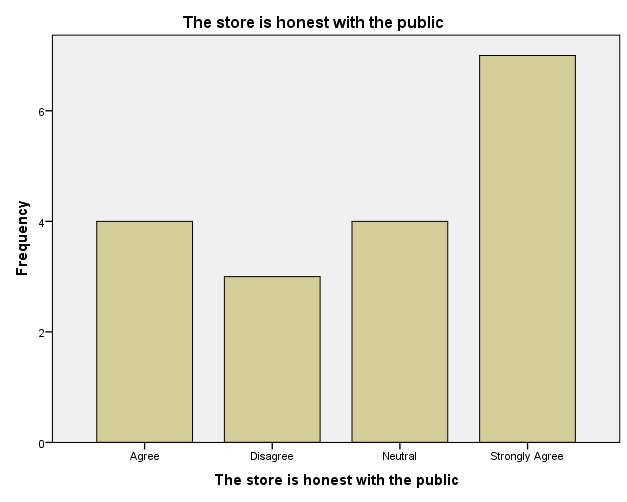 The store is honest with the public
Frequency
6
4
2
0
Agree
Disagree
Neutral
Strongly Agree
The store is honest with the public